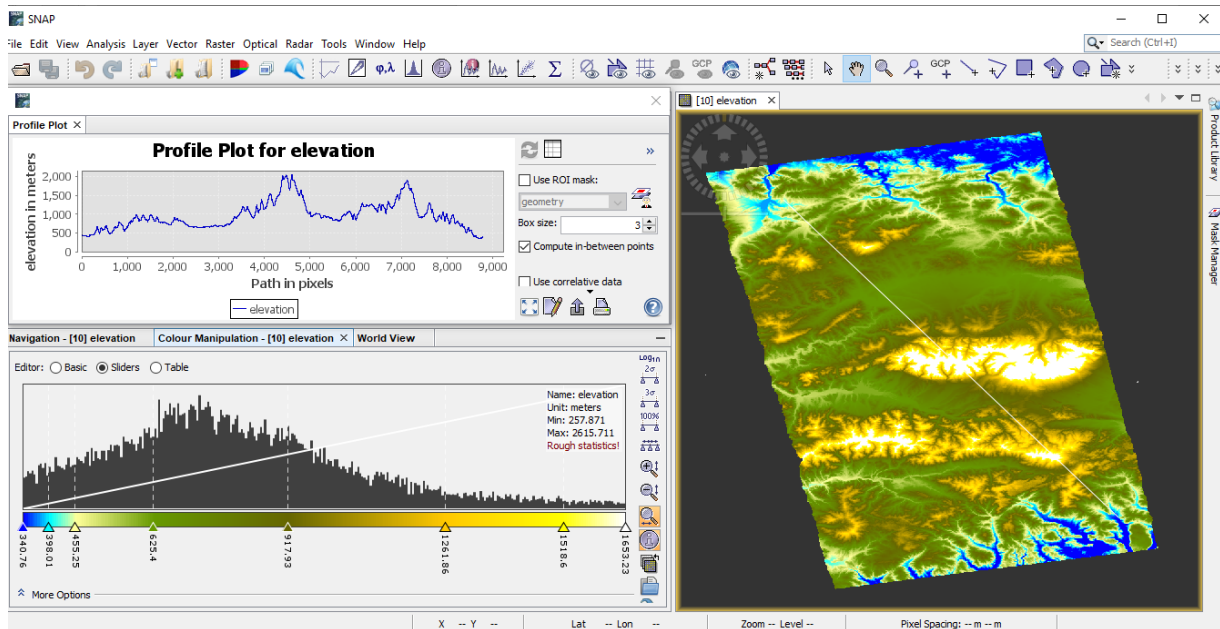 SNAP
File Edit View Analysis Layer Vector Raster Optical Radar Tools Window Help
Search (Ctrl+I)
GCP
GCP
[10] elevation
Profile Plot
Profile Plot for elevation
elevation in meters
2,000
1,500
1,000
500
0
0 1,000 2,000 3,000 4,000 5,000 6,000 7,000 8,000 9,000
Path in pixels
elevation
Use ROI mask:
geometry
Box size: 3
Compute in-between points
Use correlative data
Navigation - [10] elevation
Colour Manipulation - [10] elevation
World View
Editor: Basic Sliders Table
Name: elevation
Unit: meters
Min: 257.871
Max: 2615.711
Rough statistics!
340.76 398.01 455.25 625.4 917.93 1261.86 1518.6 1653.23
More Options
Log10
2σ
3σ
100%
Product Library
Mask Manager
X -- Y -- Lat -- Lon -- Zoom -- Level -- Pixel Spacing: -- m -- m